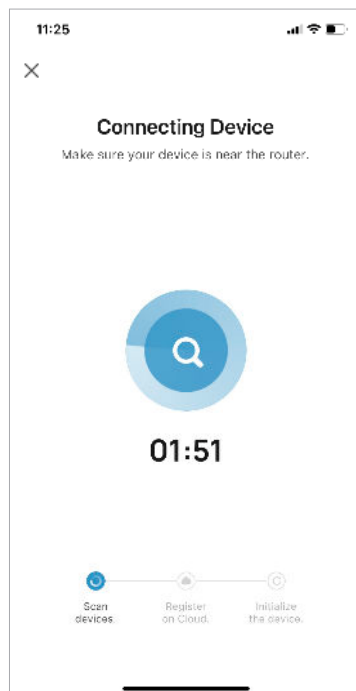 11:25
Connecting Device
Make sure your device is near the router.
01:51
Scan
devices.
Register
on Cloud.
Initialize
the device.